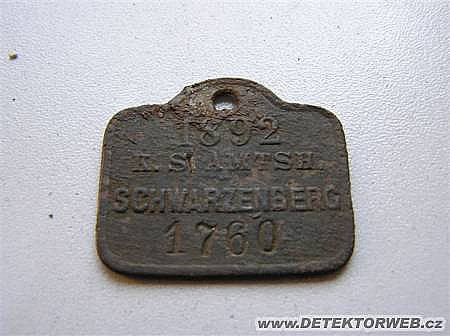 1892
K. S. AMTSH.
SCHWARZENBERG
1760
www.DETEKTORWEB.cz